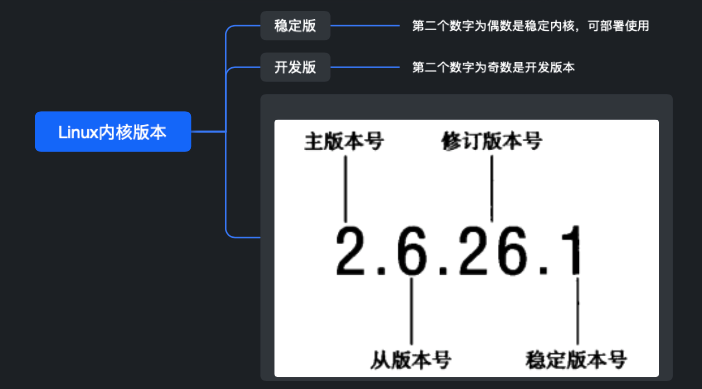 稳定版
第二个数字为偶数是稳定内核，可部署使用
开发版
第二个数字为奇数是开发版本
Linux内核版本
主版本号
修订版本号
2.6.26.1
从版本号
稳定版本号